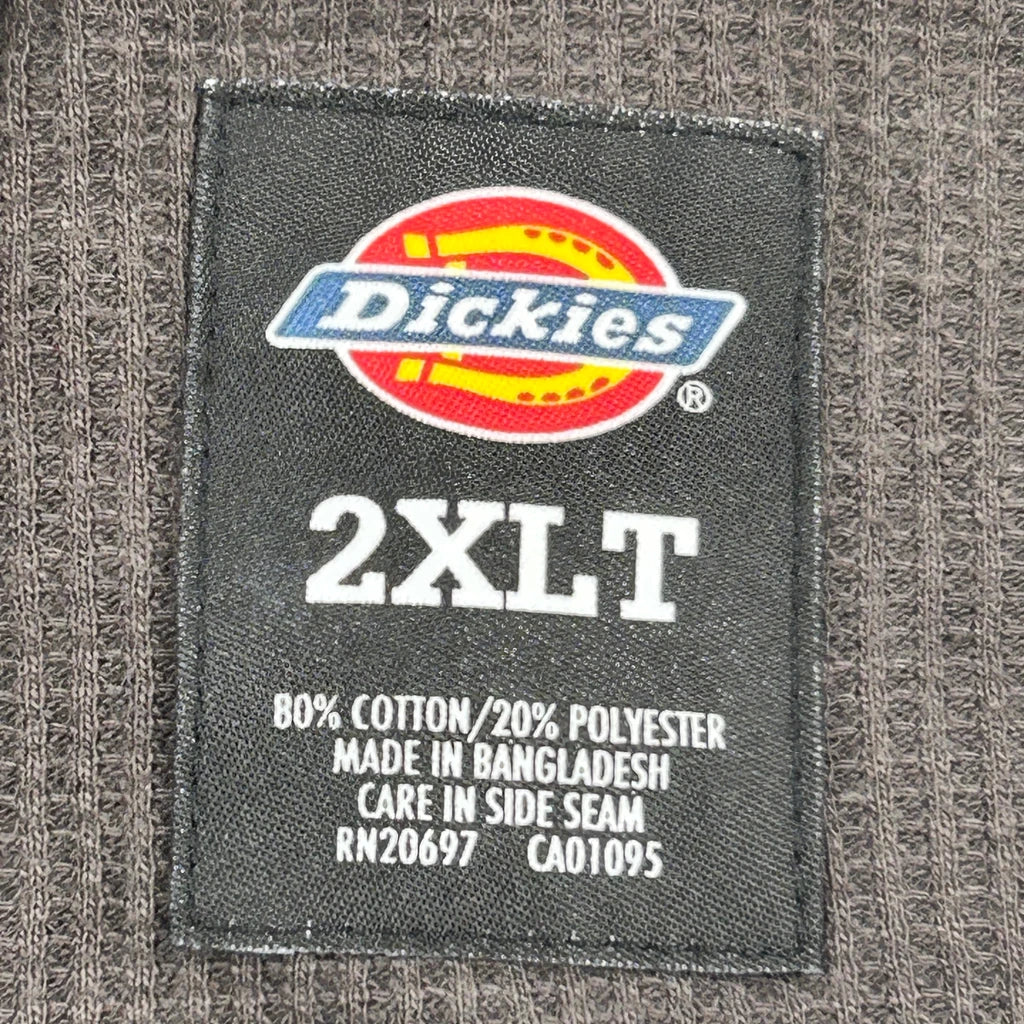 Dickies
®
2XLT
80% COTTON/20% POLYESTER
MADE IN BANGLADESH
CARE IN SIDE SEAM
RN20697 CA01095